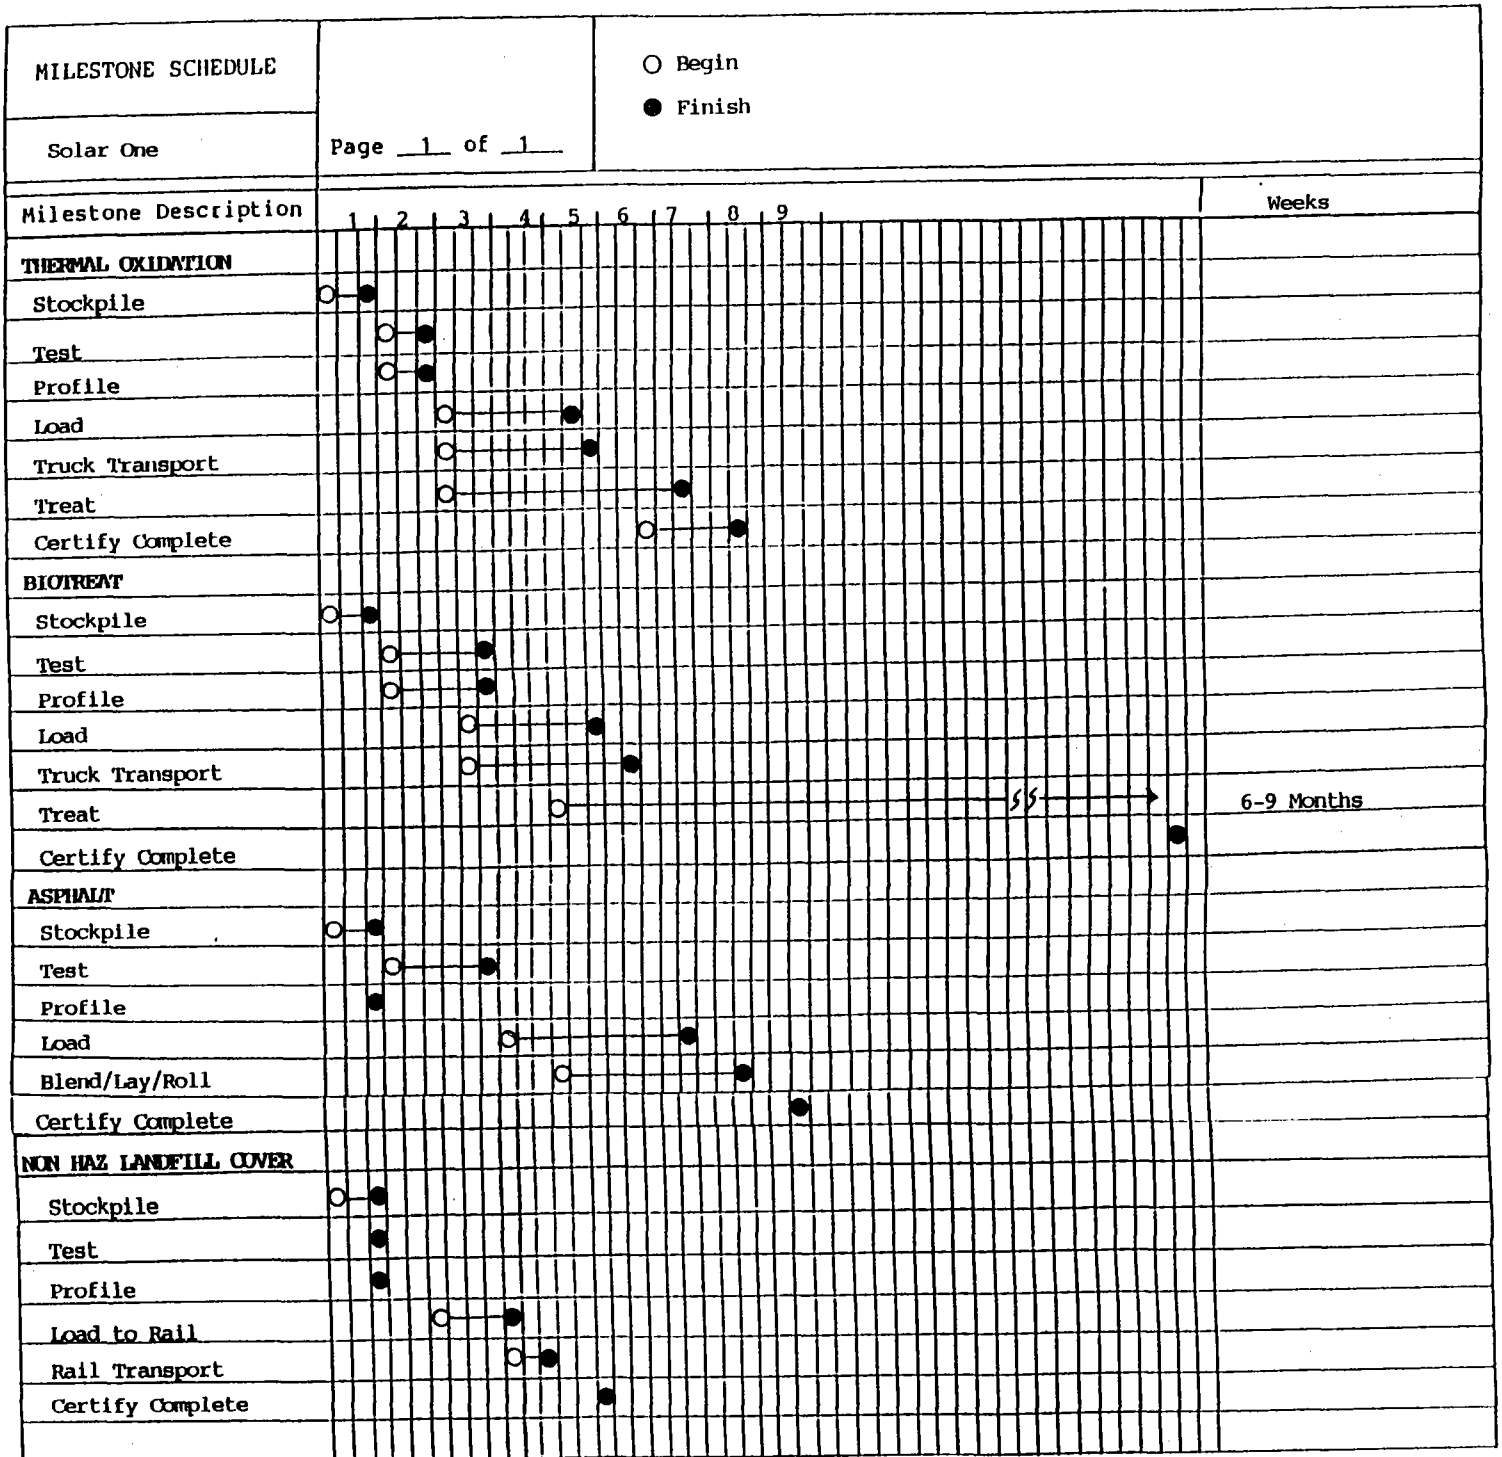 MILESTONE SCHEDULE
Solar One
Page 1 of 1
Begin
Finish
Milestone Description 1 2 3 4 5 6 7 8 9 Weeks
THERMAL OXIDATION
Stockpile
Test
Profile
Load
Truck Transport
Treat
Certify Complete
BIOTREAT
Stockpile
Test
Profile
Load
Truck Transport
Treat 6-9 Months
Certify Complete
ASPHALT
Stockpile
Test
Profile
Load
Blend/Lay/Roll
Certify Complete
NON HAZ LANDFILL COVER
Stockpile
Test
Profile
Load to Rail
Rail Transport
Certify Complete